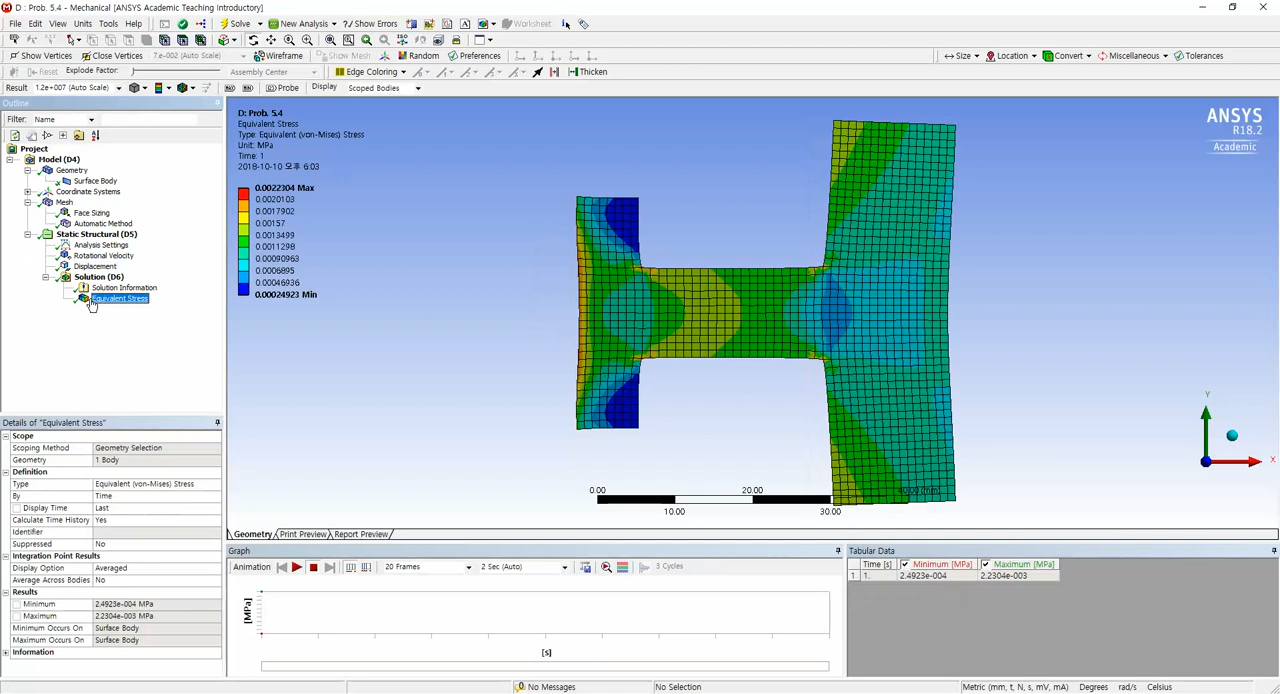 D : Prob. 5.4 - Mechanical [ANSYS Academic Teaching Introductory]
File Edit View Units Tools Help Solve New Analysis ? Show Errors Worksheet
Show Vertices Close Vertices 7.e-002 (Auto Scale) Wireframe Show Mesh Random Preferences Size Location Convert Miscellaneous Tolerances
Reset Explode Factor: Assembly Center Edge Coloring Thicken
Result 1.2e+007 (Auto Scale) Probe Display Scoped Bodies
Outline
Filter: Name
Project
Model (D4)
Geometry
Surface Body
Coordinate Systems
Mesh
Face Sizing
Automatic Method
Static Structural (D5)
Analysis Settings
Rotational Velocity
Displacement
Solution (D6)
Solution Information
Equivalent Stress
D: Prob. 5.4
Equivalent Stress
Type: Equivalent (von-Mises) Stress
Unit: MPa
Time: 1
2018-10-10 오후 6:03
0.0022304 Max
0.0020103
0.0017902
0.00157
0.0013499
0.0011298
0.00090963
0.0006895
0.00046936
0.00024923 Min
ANSYS
R18.2
Academic
Y
X
0.00 20.00 40.00 (mm)
10.00 30.00
Geometry Print Preview Report Preview
Details of "Equivalent Stress"
Scope
Scoping Method Geometry Selection
Geometry 1 Body
Definition
Type Equivalent (von-Mises) Stress
By Time
Display Time Last
Calculate Time History Yes
Identifier
Suppressed No
Integration Point Results
Display Option Averaged
Average Across Bodies No
Results
Minimum 2.4923e-004 MPa
Maximum 2.2304e-003 MPa
Minimum Occurs On Surface Body
Maximum Occurs On Surface Body
Information
Graph
Animation 20 Frames 2 Sec (Auto) 3 Cycles
[MPa]
[s]
Tabular Data
Time [s] Minimum [MPa] Maximum [MPa]
1 1. 2.4923e-004 2.2304e-003
No Messages No Selection Metric (mm, t, N, s, mV, mA) Degrees rad/s Celsius